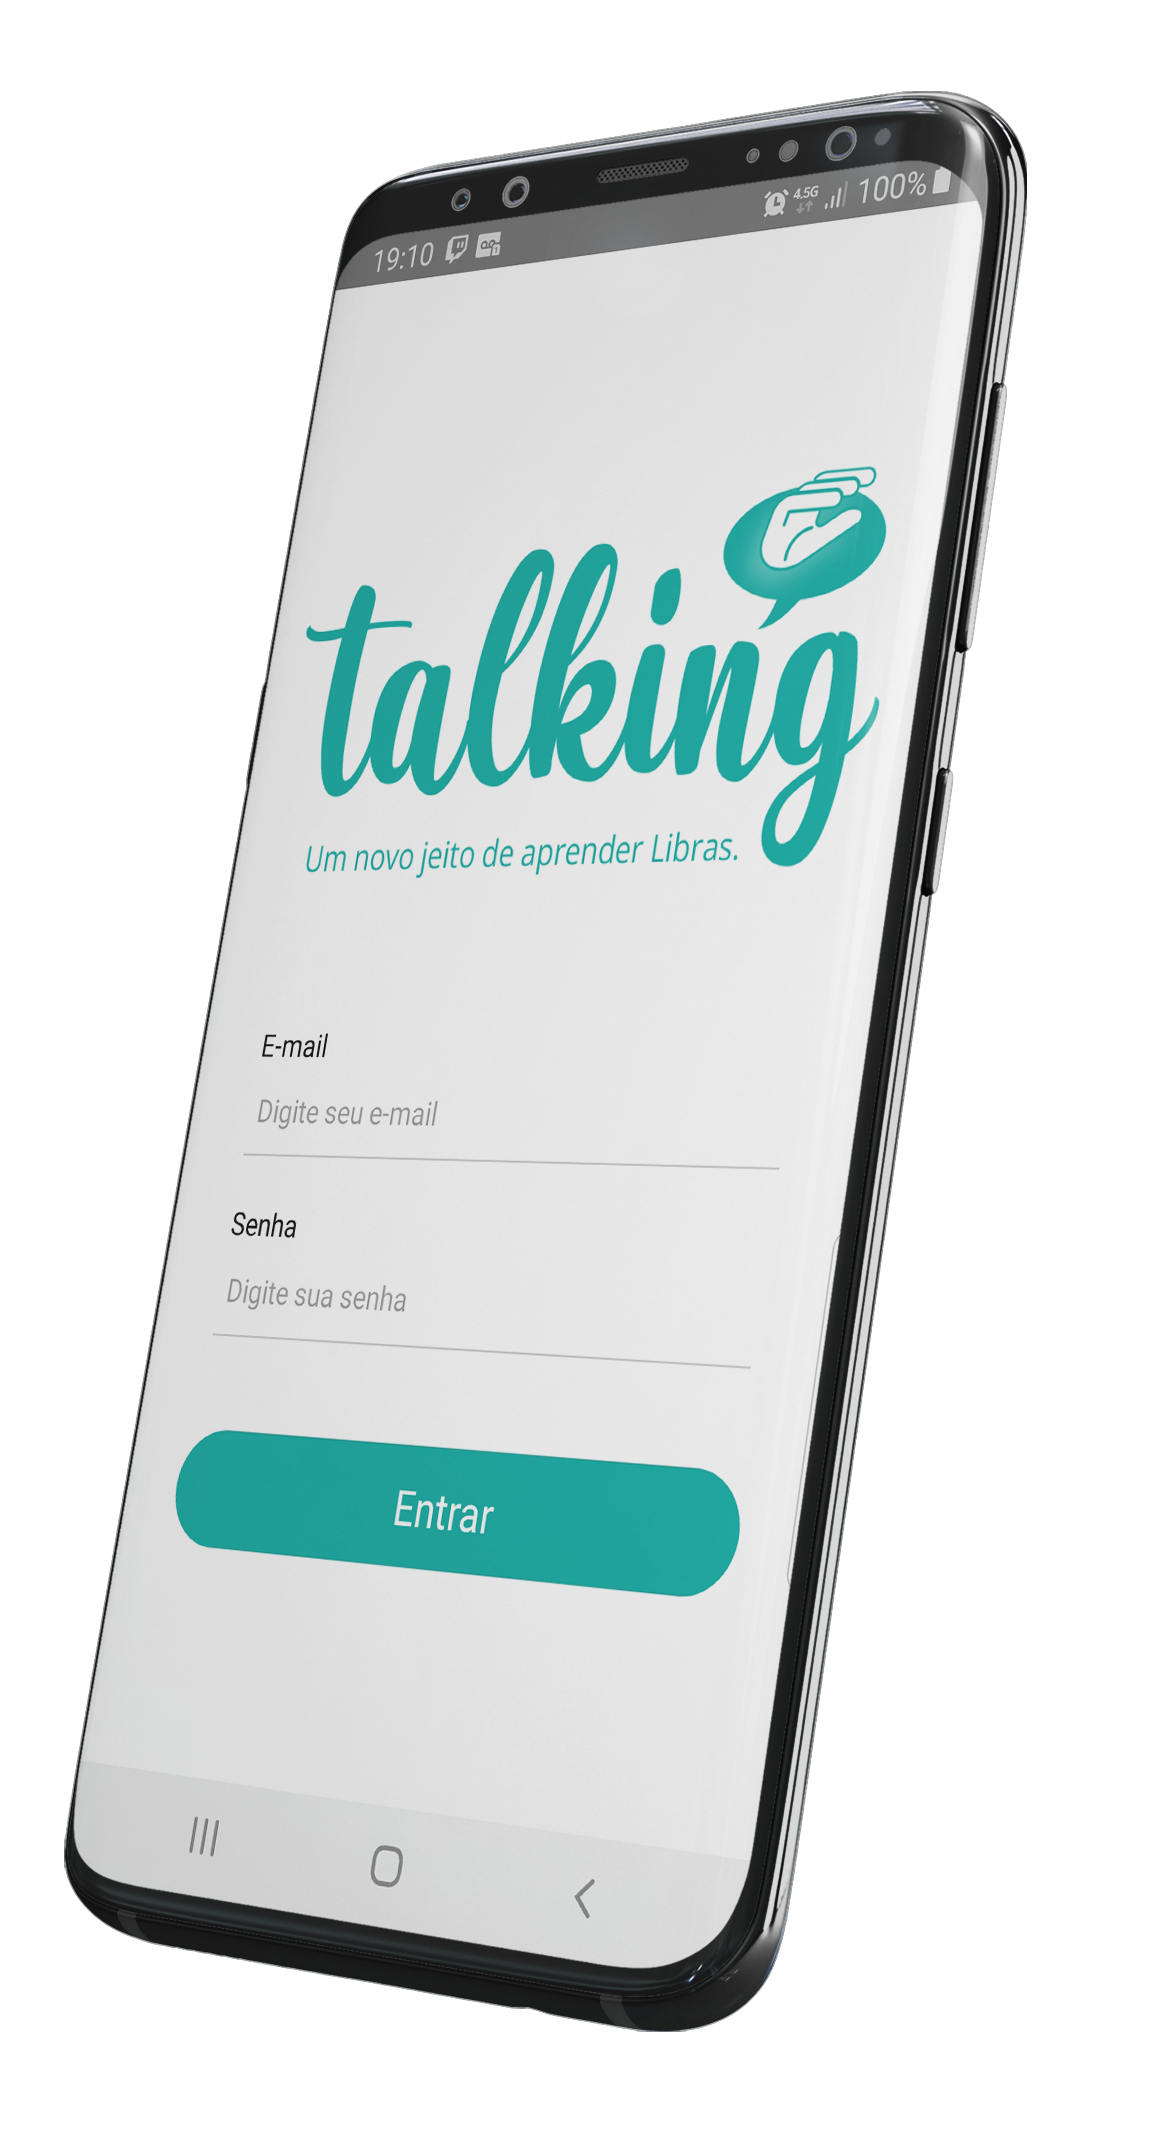 19:10 4.5G 100%
talking
Um novo jeito de aprender Libras.
E-mail
Digite seu e-mail
Senha
Digite sua senha
Entrar